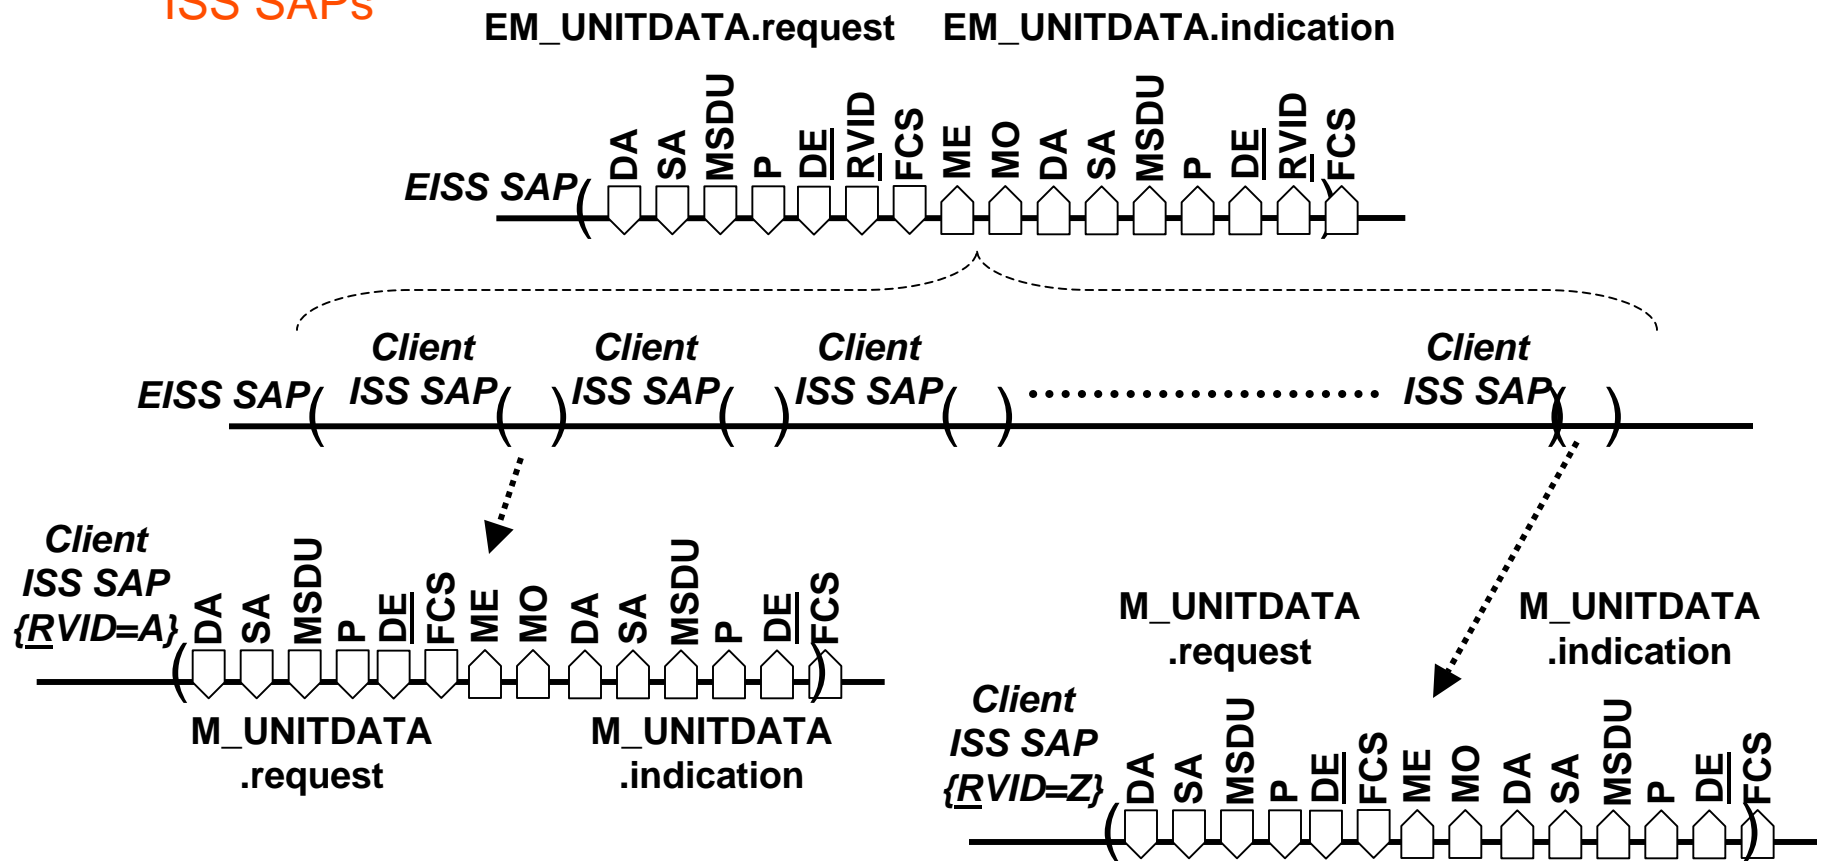 ISS SAPs
EM_UNITDATA.request EM_UNITDATA.indication
DA SA MSDU P DE RVID FCS ME MO DA SA MSDU P DE RVID FCS
EISS SAP
Client
ISS SAP
Client
ISS SAP
Client
ISS SAP
Client
ISS SAP
EISS SAP
Client
ISS SAP
{RVID=A}
DA SA MSDU P DE FCS ME MO DA SA MSDU P DE FCS
M_UNITDATA
.request
M_UNITDATA
.indication
M_UNITDATA
.request
M_UNITDATA
.indication
Client
ISS SAP
{RVID=Z}
DA SA MSDU P DE FCS ME MO DA SA MSDU P DE FCS